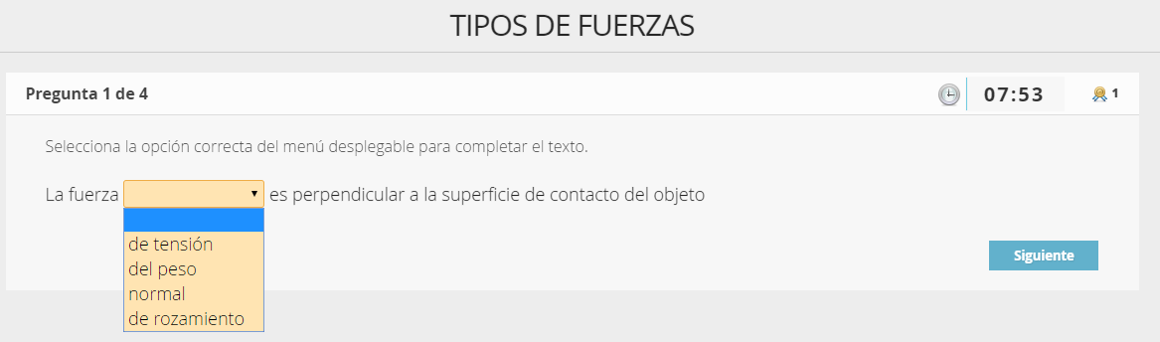 TIPOS DE FUERZAS
Pregunta 1 de 4
07:53
1
Selecciona la opción correcta del menú desplegable para completar el texto.
La fuerza es perpendicular a la superficie de contacto del objeto
de tensión
del peso
normal
de rozamiento
Siguiente